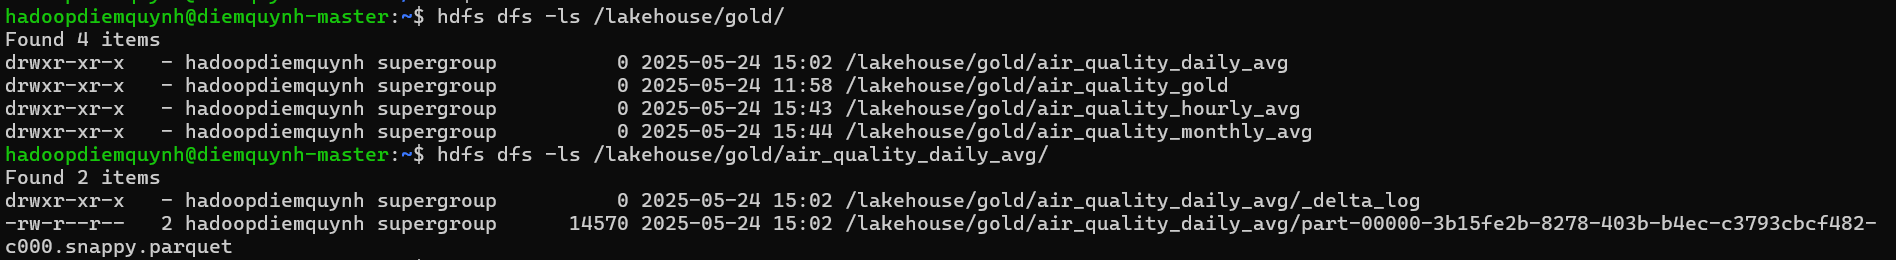 hadoopdiemquynh@diemquynh-master:~$ hdfs dfs -ls /lakehouse/gold/
Found 4 items
drwxr-xr-x   - hadoopdiemquynh supergroup          0 2025-05-24 15:02 /lakehouse/gold/air_quality_daily_avg
drwxr-xr-x   - hadoopdiemquynh supergroup          0 2025-05-24 11:58 /lakehouse/gold/air_quality_gold
drwxr-xr-x   - hadoopdiemquynh supergroup          0 2025-05-24 15:43 /lakehouse/gold/air_quality_hourly_avg
drwxr-xr-x   - hadoopdiemquynh supergroup          0 2025-05-24 15:44 /lakehouse/gold/air_quality_monthly_avg
hadoopdiemquynh@diemquynh-master:~$ hdfs dfs -ls /lakehouse/gold/air_quality_daily_avg/
Found 2 items
drwxr-xr-x   - hadoopdiemquynh supergroup          0 2025-05-24 15:02 /lakehouse/gold/air_quality_daily_avg/_delta_log
-rw-r--r--   2 hadoopdiemquynh supergroup      14570 2025-05-24 15:02 /lakehouse/gold/air_quality_daily_avg/part-00000-3b15fe2b-8278-403b-b4ec-c3793cbcf482-
c000.snappy.parquet